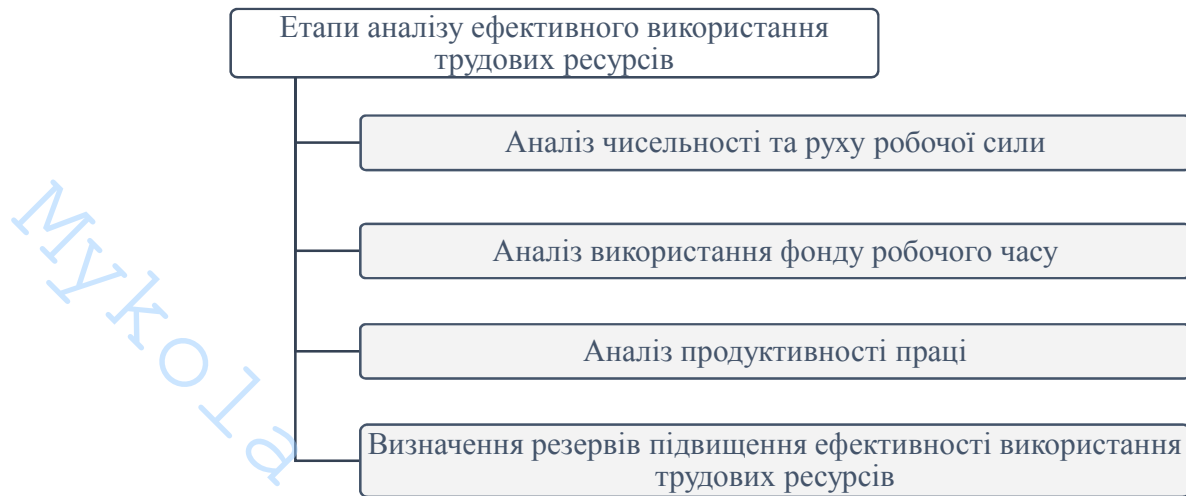 Етапи аналізу ефективного використання
трудових ресурсів
Аналіз чисельності та руху робочої сили
Аналіз використання фонду робочого часу
Аналіз продуктивності праці
Визначення резервів підвищення ефективності використання
трудових ресурсів
Mykola